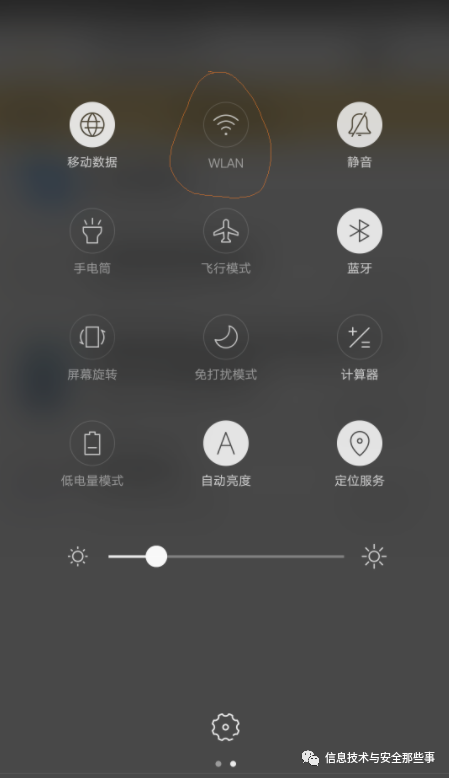 移动数据
WLAN
静音
手电筒
飞行模式
蓝牙
屏幕旋转
免打扰模式
计算器
低电量模式
A
自动亮度
定位服务
信息技术与安全那些事